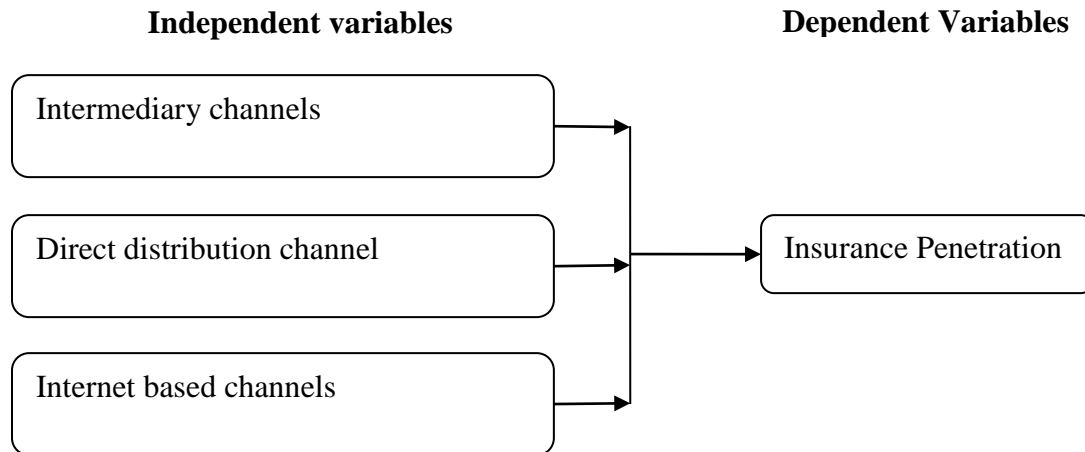 Independent variables
Dependent Variables
Intermediary channels
Direct distribution channel
Insurance Penetration
Internet based channels